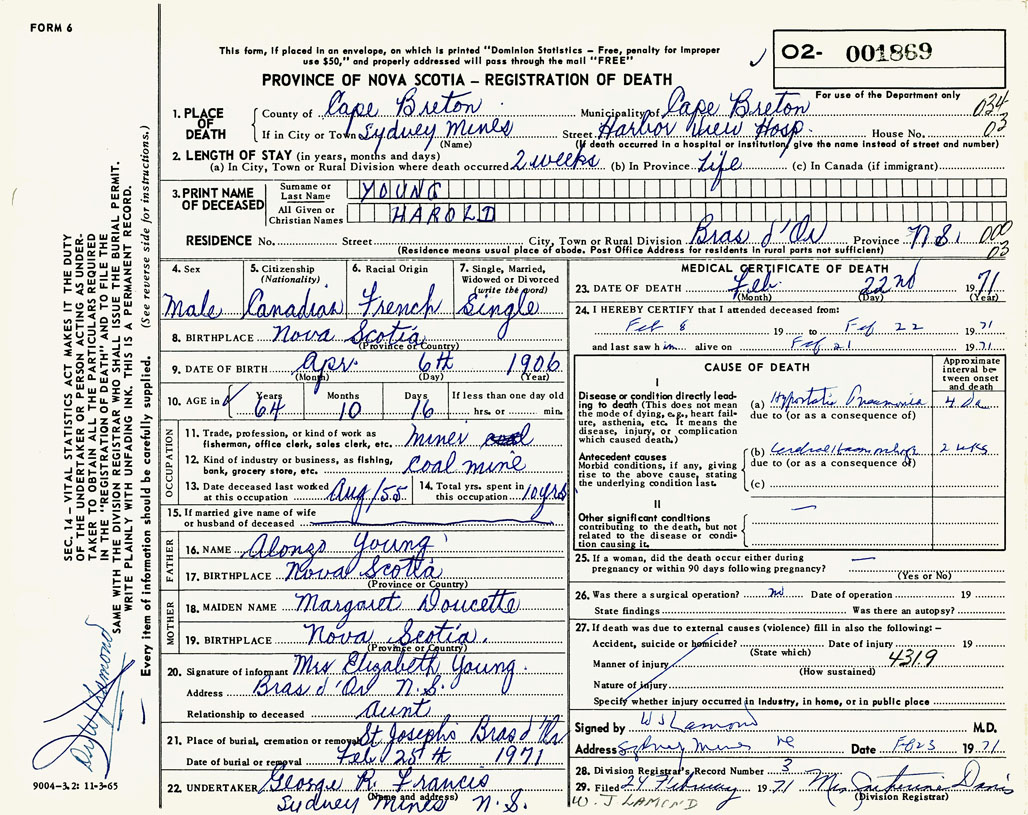 FORM 6
This form, if placed in an envelope, on which is printed "Dominion Statistics - Free, penalty for improper
use $50," and properly addressed will pass through the mail "FREE"
02- 001869
PROVINCE OF NOVA SCOTIA - REGISTRATION OF DEATH
For use of the Department only
1. PLACE OF DEATH County of Cape Breton Municipality of Cape Breton 034
If in City or Town Sydney Mines Street Harbor View Hosp. House No. 03
(Name) (If death occurred in a hospital or institution, give the name instead of street and number)
2. LENGTH OF STAY (in years, months and days)
(a) In City, Town or Rural Division where death occurred 2 weeks (b) In Province Life (c) In Canada (if immigrant)
3. PRINT NAME OF DECEASED Surname or Last Name YOUNG
All Given or Christian Names HAROLD
RESIDENCE No. Street City, Town or Rural Division Bras d'Or Province N.S. 000
(Residence means usual place of abode. Post Office Address for residents in rural parts not sufficient) 03
4. Sex 5. Citizenship (Nationality) 6. Racial Origin 7. Single, Married, Widowed or Divorced (write the word)
Male Canadian French Single
8. BIRTHPLACE Nova Scotia
(Province or Country)
9. DATE OF BIRTH Apr. 6th 1906
(Month) (Day) (Year)
10. AGE in Years Months Days If less than one day old
64 10 16 hrs. or min.
OCCUPATION
11. Trade, profession, or kind of work as
fisherman, office clerk, sales clerk, etc. miner
12. Kind of industry or business, as fishing,
bank, grocery store, etc. Coal mine
13. Date deceased last worked at this occupation Aug/55 14. Total yrs. spent in this occupation 10 yrs
15. If married give name of wife
or husband of deceased
FATHER
16. NAME Alonzo Young
17. BIRTHPLACE Nova Scotia
(Province or Country)
MOTHER
18. MAIDEN NAME Margaret Doucette
19. BIRTHPLACE Nova Scotia.
(Province or Country)
20. Signature of informant Mrs Elizabeth Young.
Address Bras d'Or N.S.
Relationship to deceased Aunt
21. Place of burial, cremation or removal St Josephs Bras d'Or
Date of burial or removal Feb 25th 1971
22. UNDERTAKER George R. Francis
(Name and address)
Sydney Mines N.S.
MEDICAL CERTIFICATE OF DEATH
23. DATE OF DEATH Feb. 22nd 1971
(Month) (Day) (Year)
24. I HEREBY CERTIFY that I attended deceased from:
Feb 8 19 to Feb 22 1971
and last saw him alive on Feb 21 1971
CAUSE OF DEATH
Approximate interval between onset and death
I
Disease or condition directly leading
to death (This does not
mean the mode of dying, e.g., heart failure,
asthenia, etc. It means the
disease, injury, or complication
which caused death.)
(a) Hypostatic Pneumonia 4 Da
due to (or as a consequence of)
Antecedent causes
Morbid conditions, if any, giving
rise to the above cause, stating
the underlying condition last.
(b) Cerebral haemorrhage 2 wks
due to (or as a consequence of)
(c)
II
Other significant conditions
contributing to the death, but not
related to the disease or condition
causing it.
25. If a woman, did the death occur either during
pregnancy or within 90 days following pregnancy?
(Yes or No)
26. Was there a surgical operation? no Date of operation 19
State findings Was there an autopsy?
27. If death was due to external causes (violence) fill in also the following: -
Accident, suicide or homicide? Date of injury 19
(State which) 4319
Manner of injury
(How sustained)
Nature of injury
Specify whether injury occurred in Industry, in home, or in public place
Signed by W J Lamond M.D.
Address Sydney Mines Date Feb 23 1971
28. Division Registrar's Record Number 3
29. Filed 24 February 1971 Mrs Catherine Davis
(Division Registrar)
W. J LAMOND
SEC. 14 - VITAL STATISTICS ACT MAKES IT THE DUTY
OF THE UNDERTAKER OR PERSON ACTING AS UNDERTAKER
TO OBTAIN ALL THE PARTICULARS REQUIRED
IN THE "REGISTRATION OF DEATH" AND TO FILE THE
SAME WITH THE DIVISION REGISTRAR WHO SHALL ISSUE THE BURIAL PERMIT.
WRITE PLAINLY WITH UNFADING INK. THIS IS A PERMANENT RECORD.
Every item of information should be carefully supplied. (See reverse side for instructions.)
9004-3.2: 11-3-65